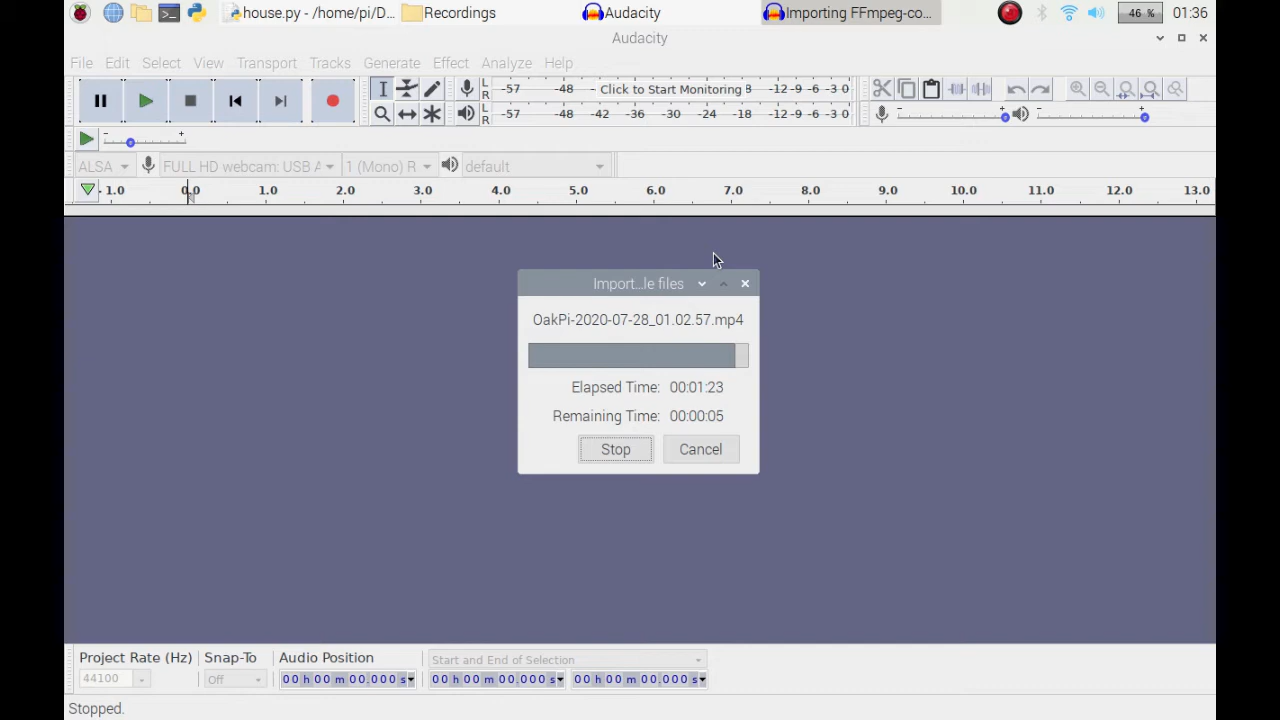 house.py - /home/pi/D...
Recordings
Audacity
Importing FFmpeg-co...
46 %
01:36
Audacity
File Edit Select View Transport Tracks Generate Effect Analyze Help
L
R
-57 -48 Click to Start Monitoring 8 -12 -9 -6 -3 0
L
R
-57 -48 -42 -36 -30 -24 -18 -12 -9 -6 -3 0
- +
- +
- +
ALSA
FULL HD webcam: USB A
1 (Mono) R
default
- 1.0 0.0 1.0 2.0 3.0 4.0 5.0 6.0 7.0 8.0 9.0 10.0 11.0 12.0 13.0
Import...le files
OakPi-2020-07-28_01.02.57.mp4
Elapsed Time: 00:01:23
Remaining Time: 00:00:05
Stop Cancel
Project Rate (Hz) Snap-To Audio Position Start and End of Selection
44100 Off 00 h 00 m 00.000 s 00 h 00 m 00.000 s 00 h 00 m 00.000 s
Stopped.